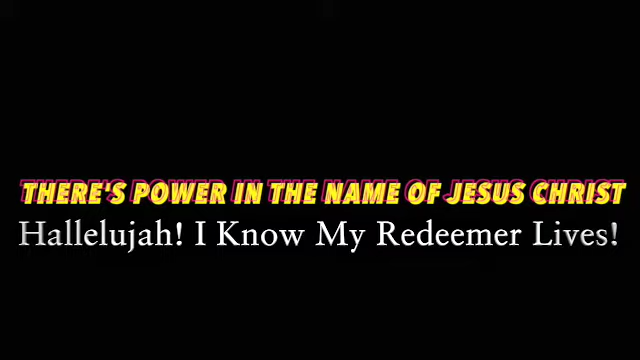 THERE'S POWER IN THE NAME OF JESUS CHRIST
Hallelujah! I Know My Redeemer Lives!